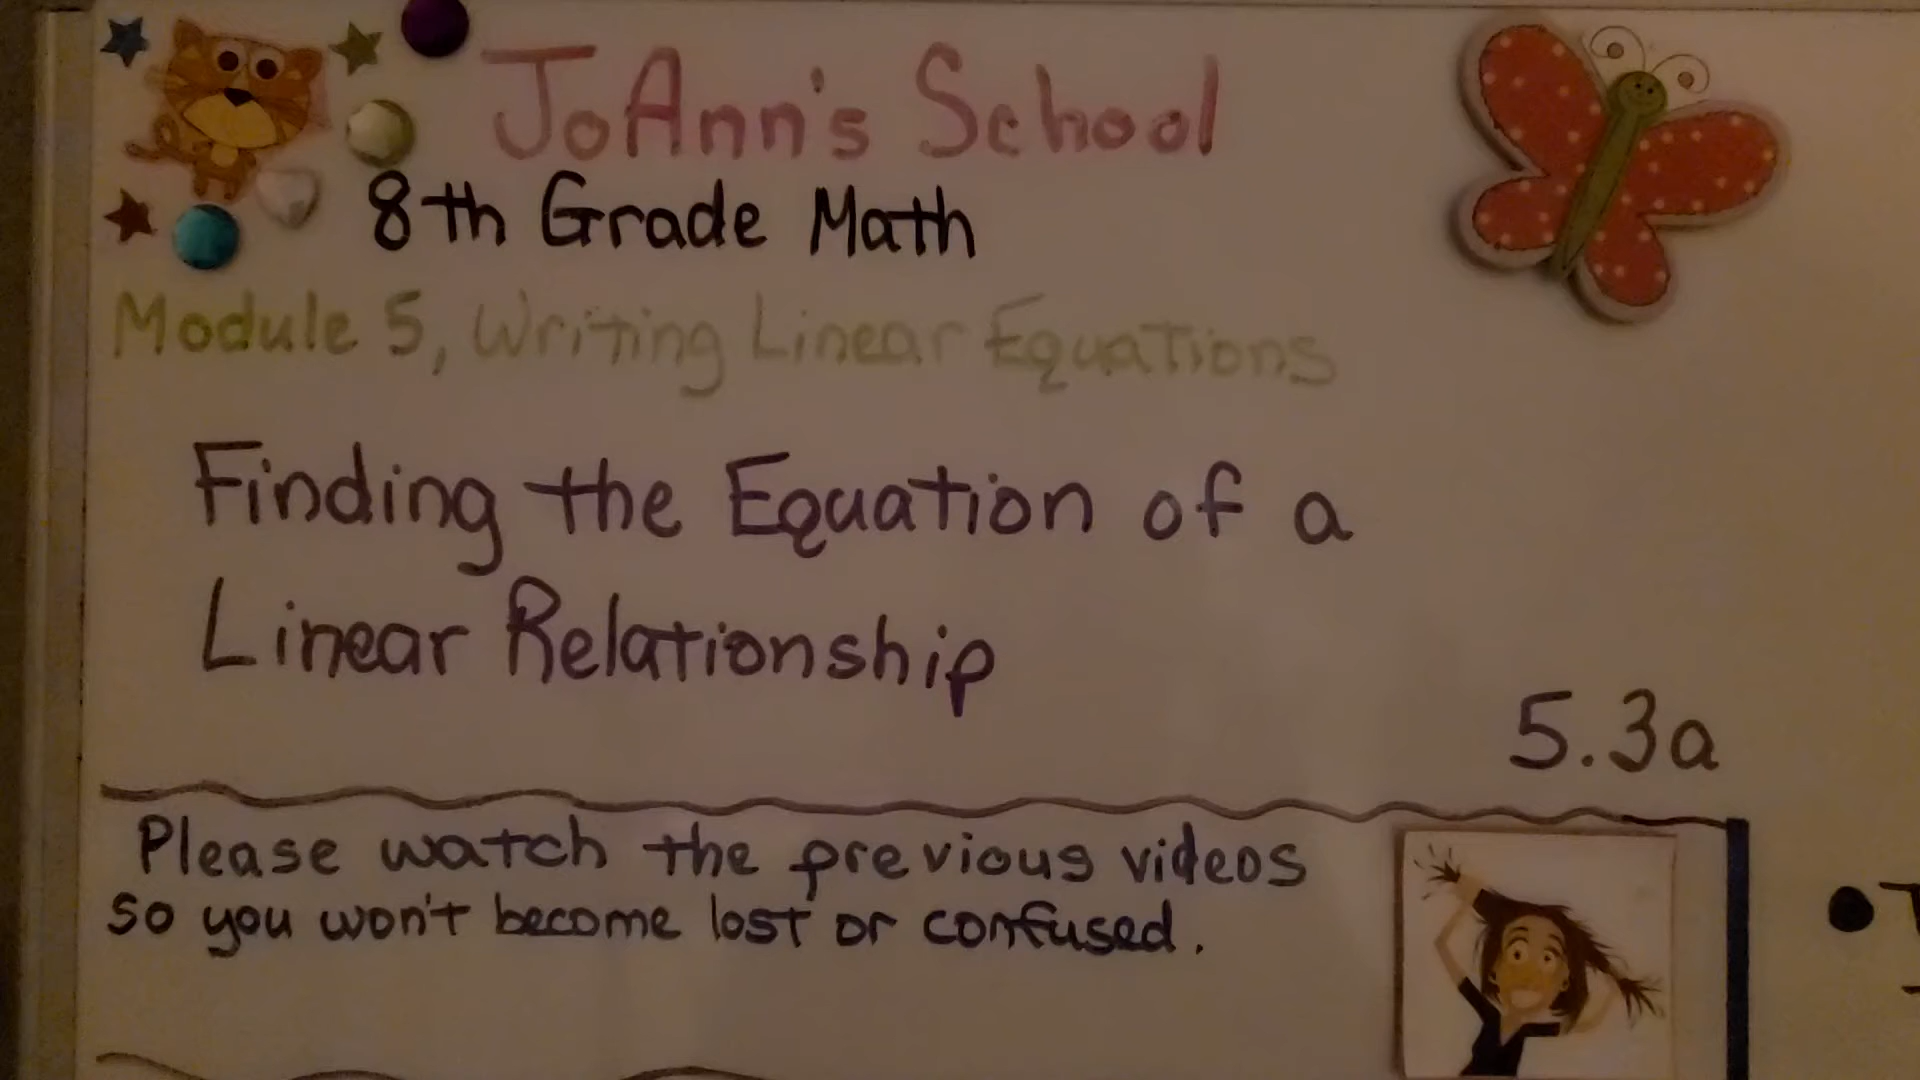 JoAnn's School
8th Grade Math
Module 5, Writing Linear Equations
Finding the Equation of a
Linear Relationship
5.3a
Please watch the previous videos
so you won't become lost or confused.